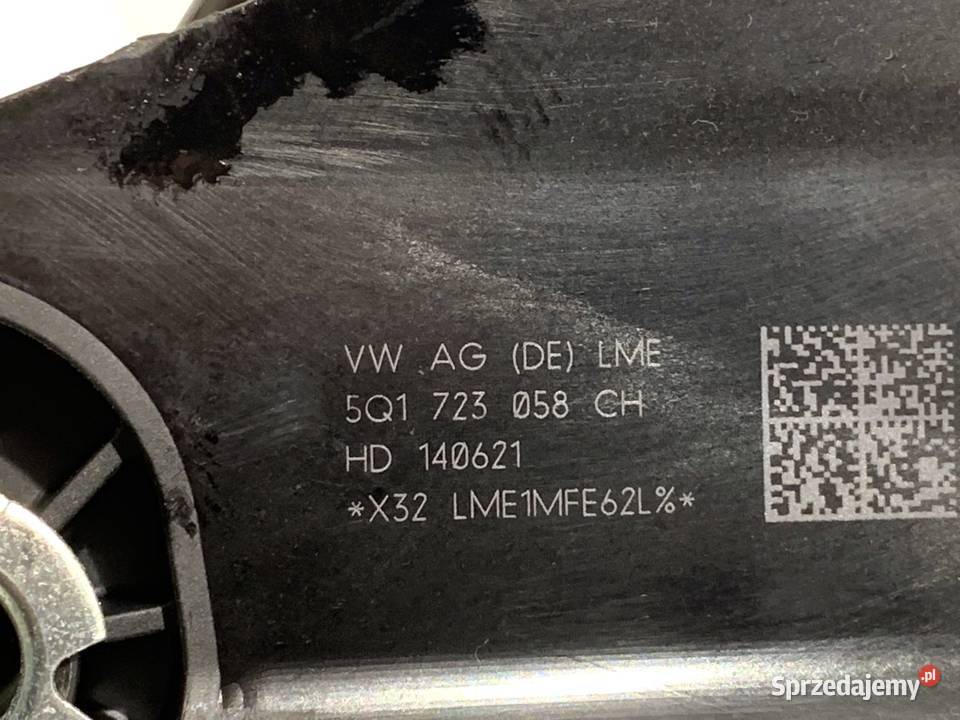 VW AG (DE) LME
5Q1 723 058 CH
HD 140621
*X32 LME1MFE62L%*
Sprzedajemy.pl